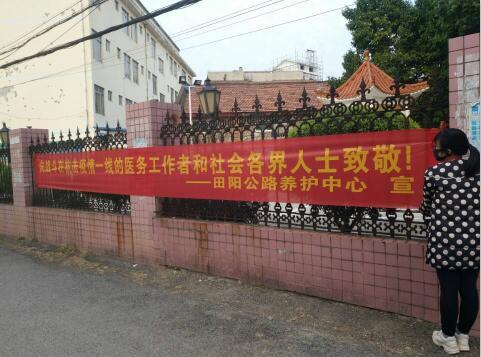 向战斗在抗击疫情一线的医务工作者和社会各界人士致敬!
——田阳公路养护中心 宣